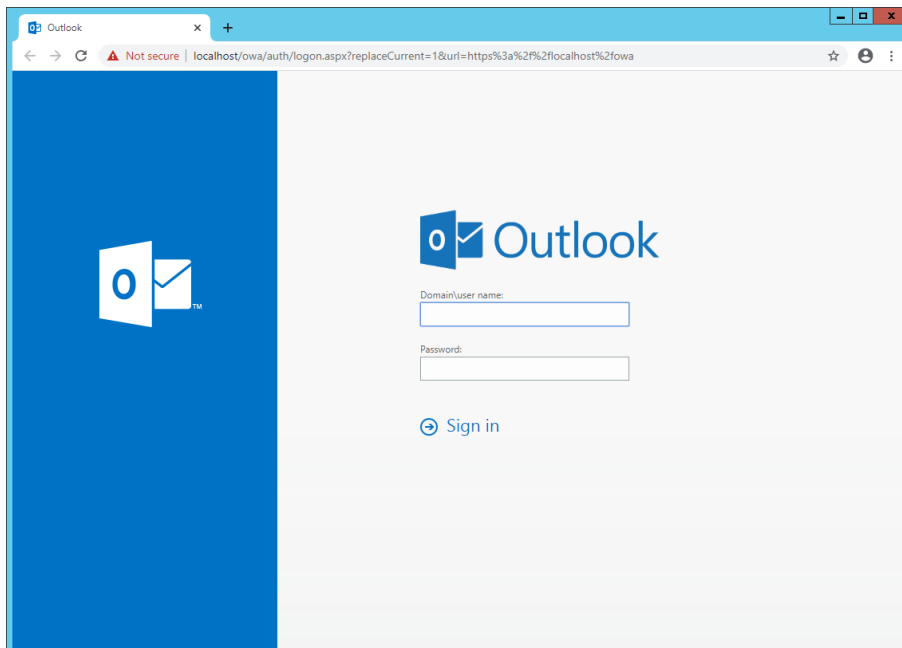 Outlook
Not secure | localhost/owa/auth/logon.aspx?replaceCurrent=1&url=https%3a%2f%2flocalhost%2fowa
O
TM
O Outlook
Domain\user name:
Password:
Sign in